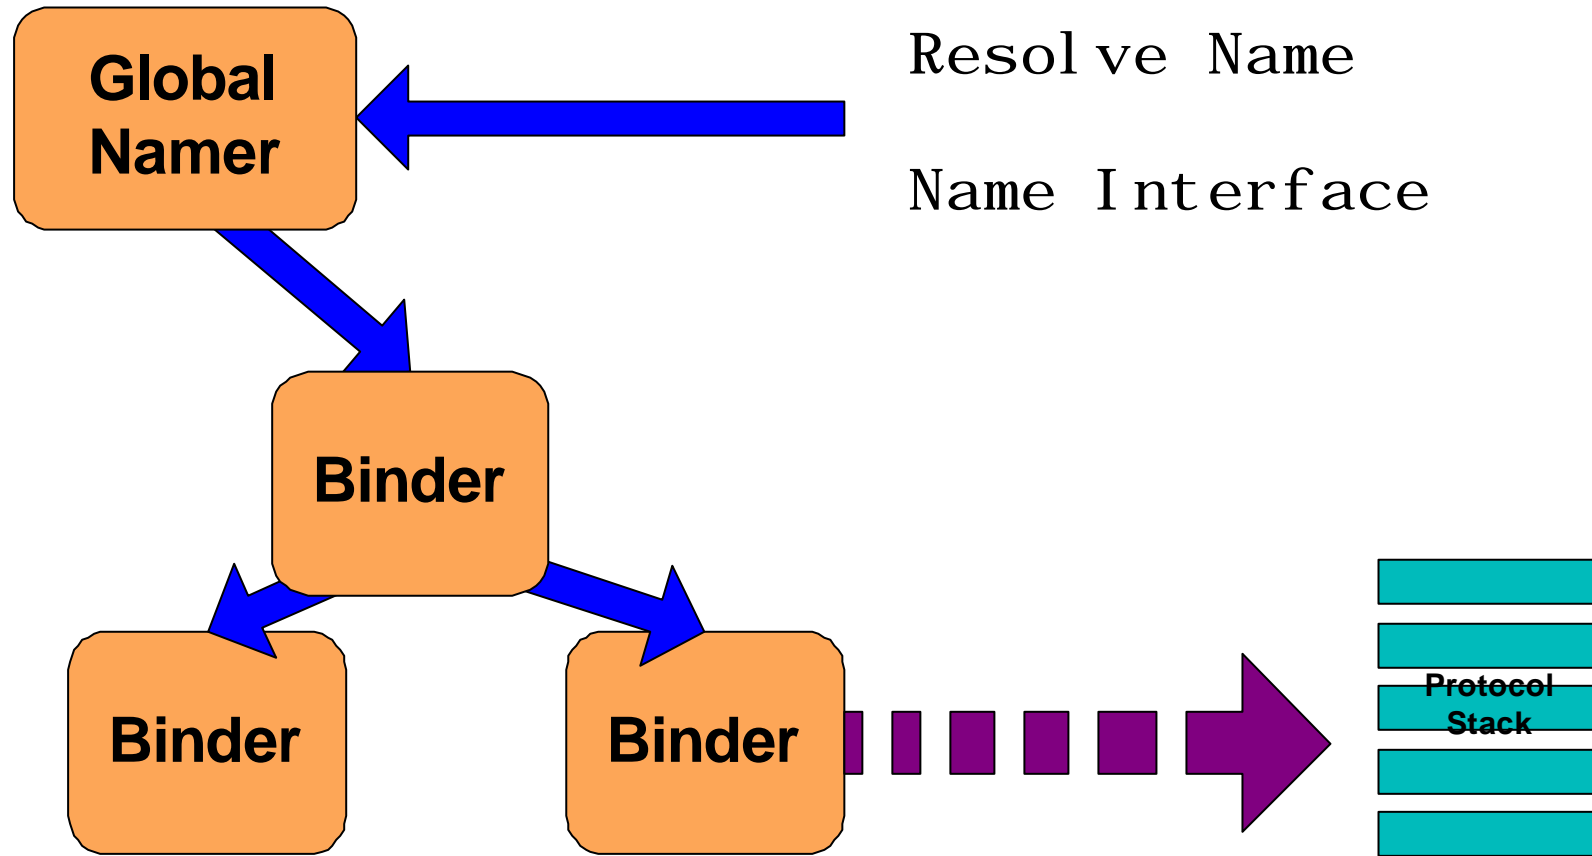 Global
Namer
Resolve Name
Name Interface
Binder
Binder
Binder
Protocol
Stack